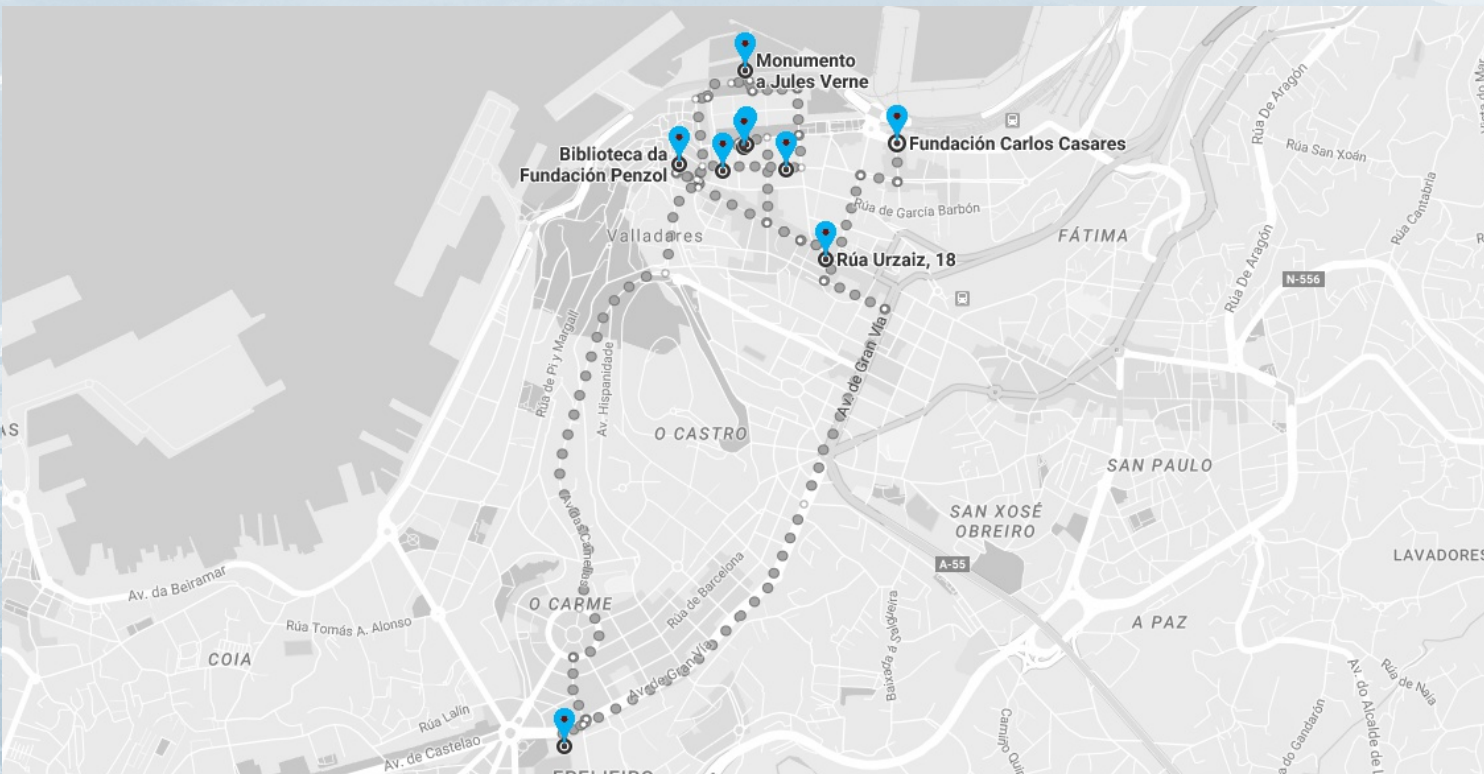 Monumento
a Jules Verne
Biblioteca da
Fundación Penzol
Fundación Carlos Casares
Rúa De Aragón
Rúa San Xoán
Rúa Cantabria
Rúa de García Barbón
Valladares
FÁTIMA
Rúa Urzaiz, 18
Rúa De Aragón
N-556
Rúa de Pi y Margall
Av. Hispanidade
Av. de Gran Vía
O CASTRO
AS
SAN PAULO
SAN XOSÉ
OBREIRO
Av. das Camelias
A-55
LAVADORES
Av. da Beiramar
O CARME
Rúa de Barcelona
Rúa Tomás A. Alonso
A PAZ
COIA
Av. de Gran Vía
Rúa de Naia
Rúa Lalín
Av. de Castelao